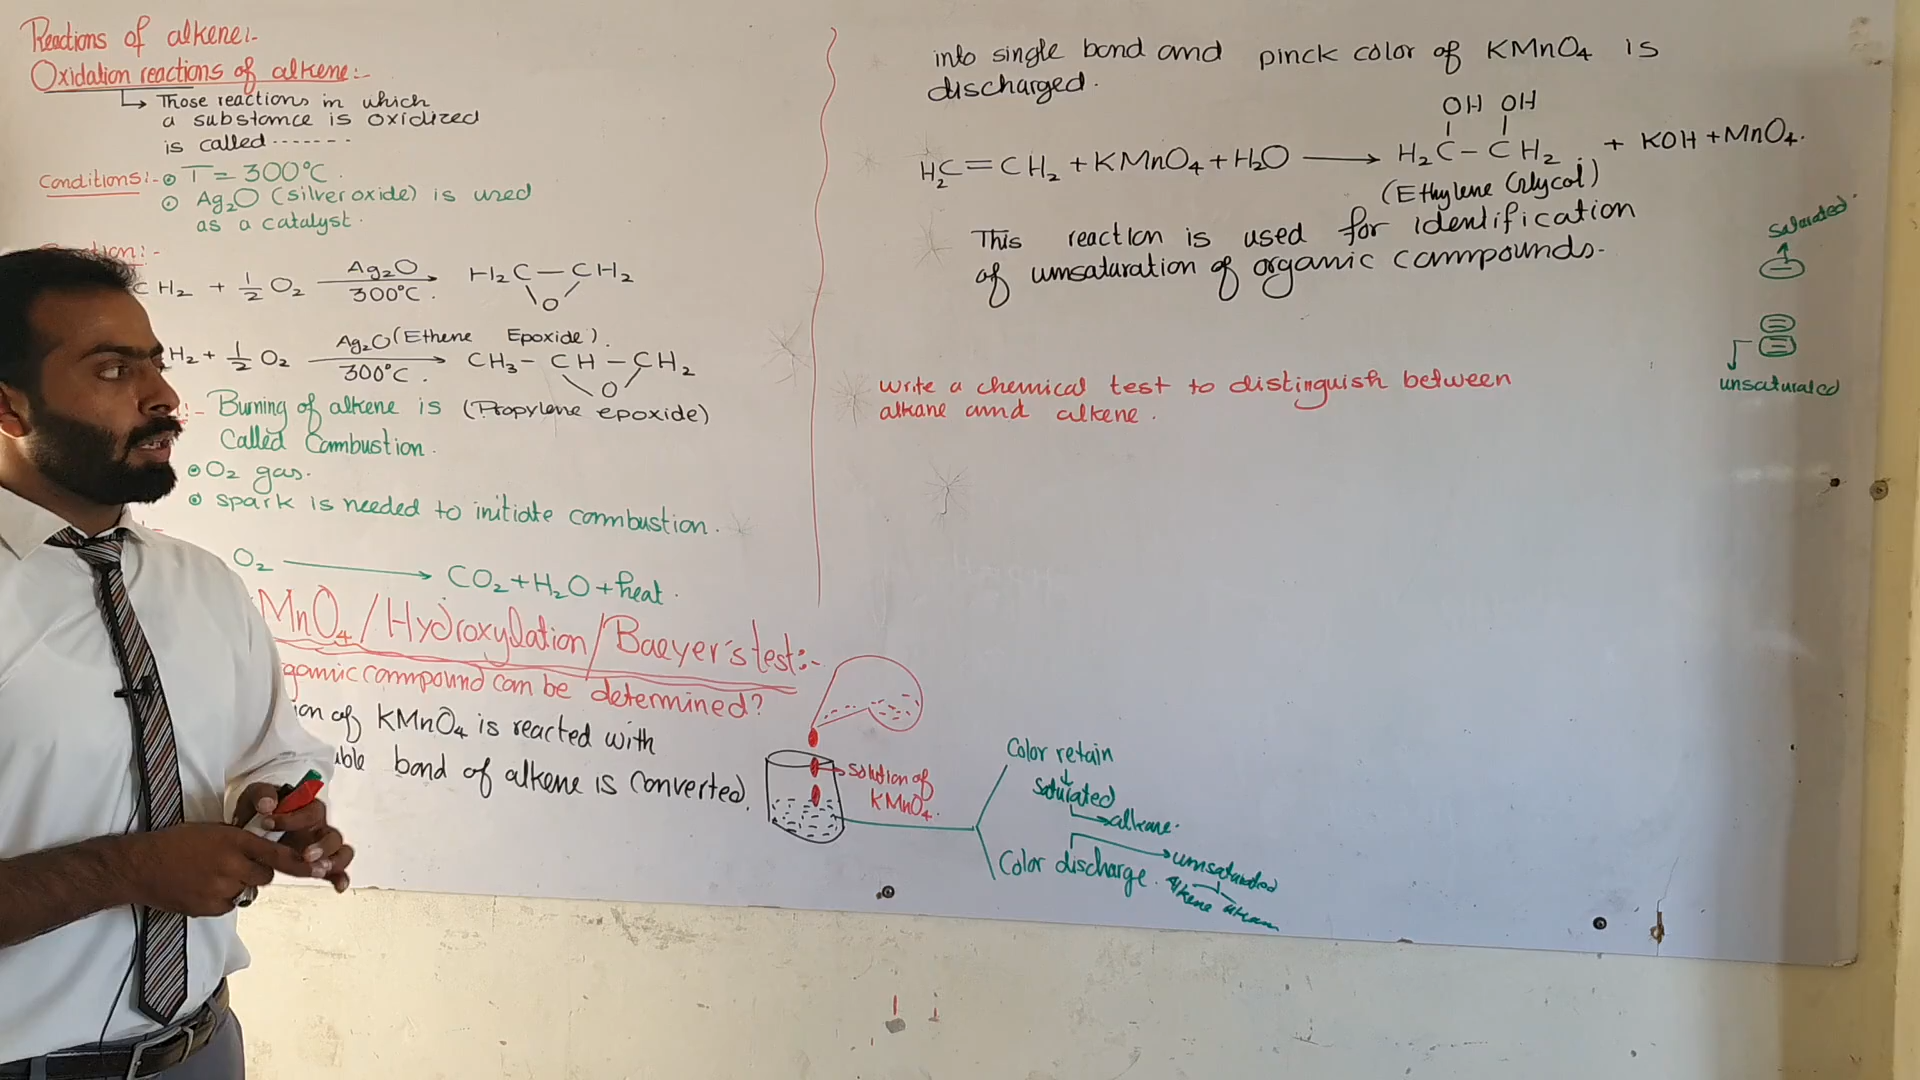 Reactions of alkene:-
Oxidation reactions of alkene:-
↳ Those reactions in which
a substance is oxidized
is called -------
Conditions:- ⊙ T = 300°C.
⊙ Ag₂O (silver oxide) is used
as a catalyst.
CH₂ + 1/2 O₂ —Ag₂O/300°C.→ H₂C — CH₂
O
(Ethene Epoxide).
H₂ + 1/2 O₂ —Ag₂O/300°C.→ CH₃ – CH – CH₂
O
(Propylene epoxide)
:- Burning of alkene is
Called Combustion.
⊙ O₂ gas.
⊙ spark is needed to initiate combustion.
O₂ ⟶ CO₂ + H₂O + heat.
MnO₄ / Hydroxylation / Baeyer's test:-
ganic compound can be determined?
ion of KMnO₄ is reacted with
uble bond of alkene is converted.
solution of
KMnO₄.
Color retain
↓
saturated
→ alkane.
Color discharge. → unsaturated
alkene
into single bond and pinck color of KMnO₄ is
discharged.
OH OH
H₂C = CH₂ + KMnO₄ + H₂O ⟶ H₂C – CH₂ + KOH + MnO₄.
(Ethylene Glycol)
This reaction is used for identification
of unsaturation of organic compounds.
saturated.
unsaturated
Write a chemical test to distinguish between
alkane and alkene.